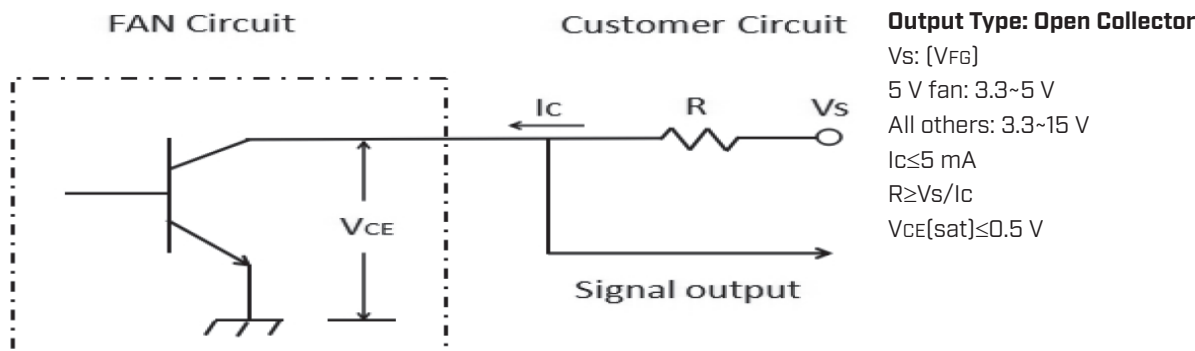 FAN Circuit
Customer Circuit
Ic
R
Vs
VCE
Signal output
Output Type: Open Collector
Vs: (VFG)
5 V fan: 3.3~5 V
All others: 3.3~15 V
Ic≤5 mA
R≥Vs/Ic
VCE(sat)≤0.5 V